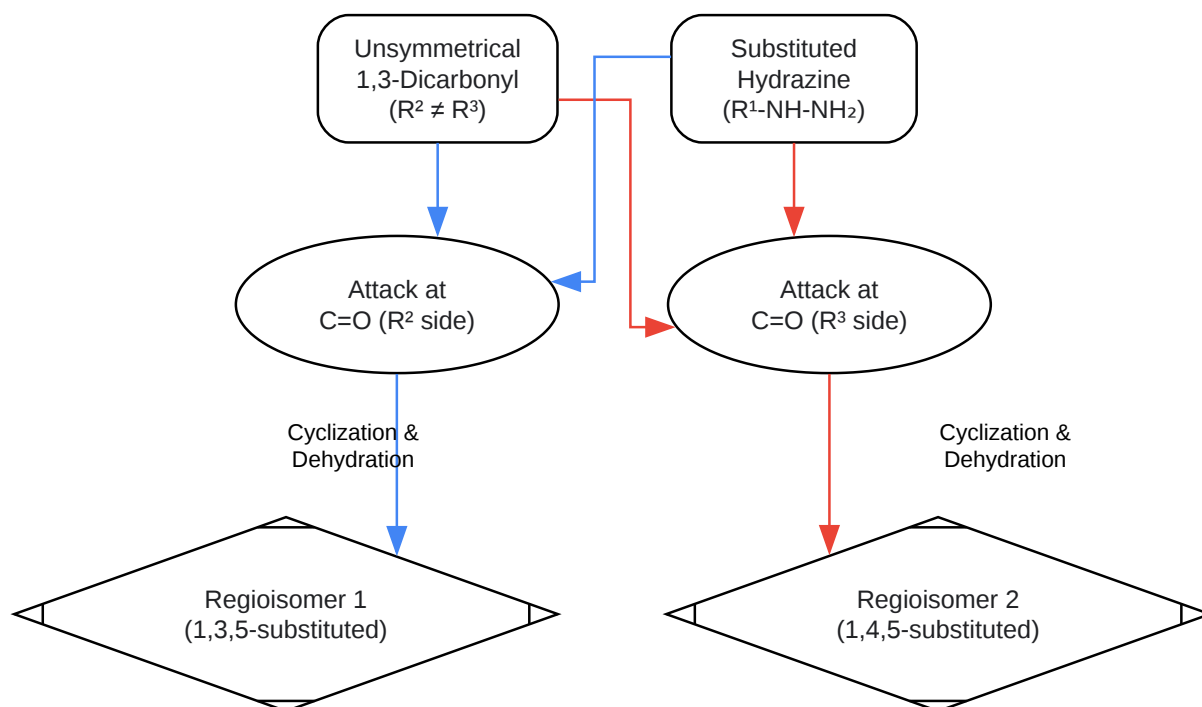 Unsymmetrical
1,3-Dicarbonyl
(R² ≠ R³)
Substituted
Hydrazine
(R¹-NH-NH₂)
Attack at
C=O (R² side)
Attack at
C=O (R³ side)
Cyclization &
Dehydration
Cyclization &
Dehydration
Regioisomer 1
(1,3,5-substituted)
Regioisomer 2
(1,4,5-substituted)